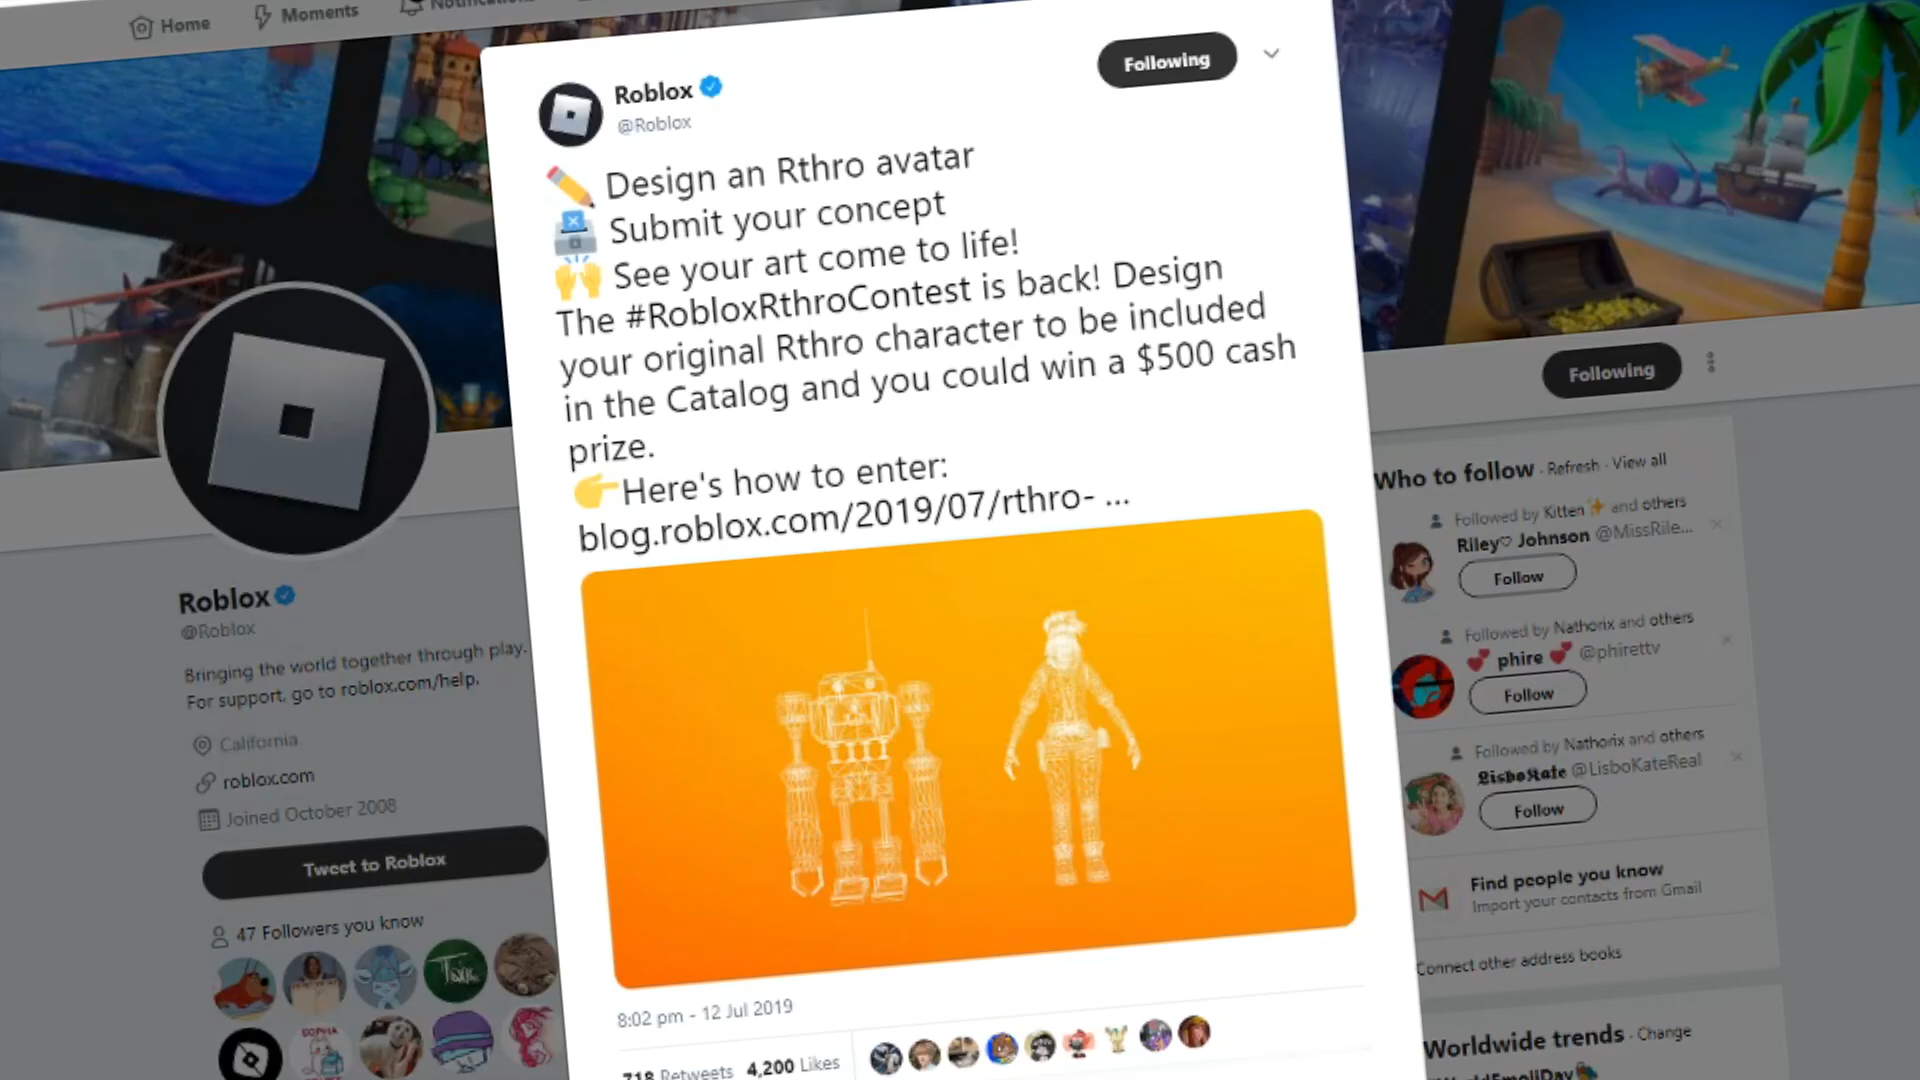 Home
Moments
Roblox
@Roblox
Following
Design an Rthro avatar
Submit your concept
See your art come to life!
The #RobloxRthroContest is back! Design
your original Rthro character to be included
in the Catalog and you could win a $500 cash
prize.
Here's how to enter:
blog.roblox.com/2019/07/rthro- ...
8:02 pm - 12 Jul 2019
718 Retweets 4,200 Likes
Roblox
@Roblox
Bringing the world together through play.
For support, go to roblox.com/help.
California
roblox.com
Joined October 2008
Tweet to Roblox
47 Followers you know
Following
Who to follow · Refresh · View all
Followed by Kitten and others
Riley♡ Johnson @MissRile...
Follow
Followed by Nathorix and others
phire @phirettv
Follow
Followed by Nathorix and others
LisboKate @LisboKateReal
Follow
Find people you know
Import your contacts from Gmail
Connect other address books
Worldwide trends · Change